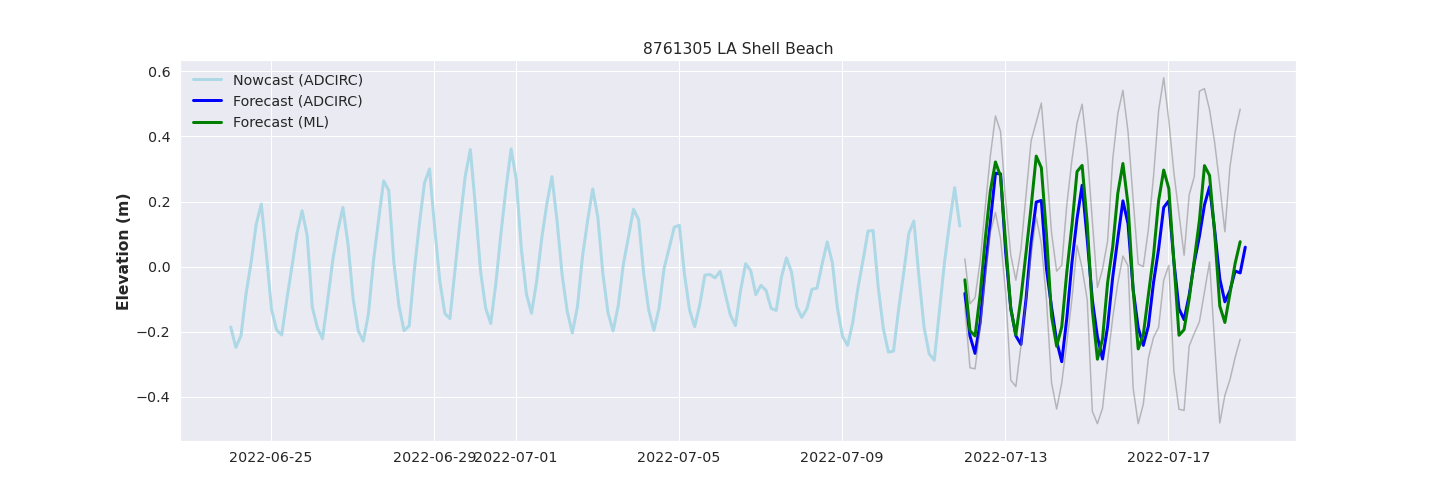 8761305 LA Shell Beach
Nowcast (ADCIRC)
Forecast (ADCIRC)
Forecast (ML)
Elevation (m)
0.6
0.4
0.2
0.0
−0.2
−0.4
2022-06-25
2022-06-29
2022-07-01
2022-07-05
2022-07-09
2022-07-13
2022-07-17